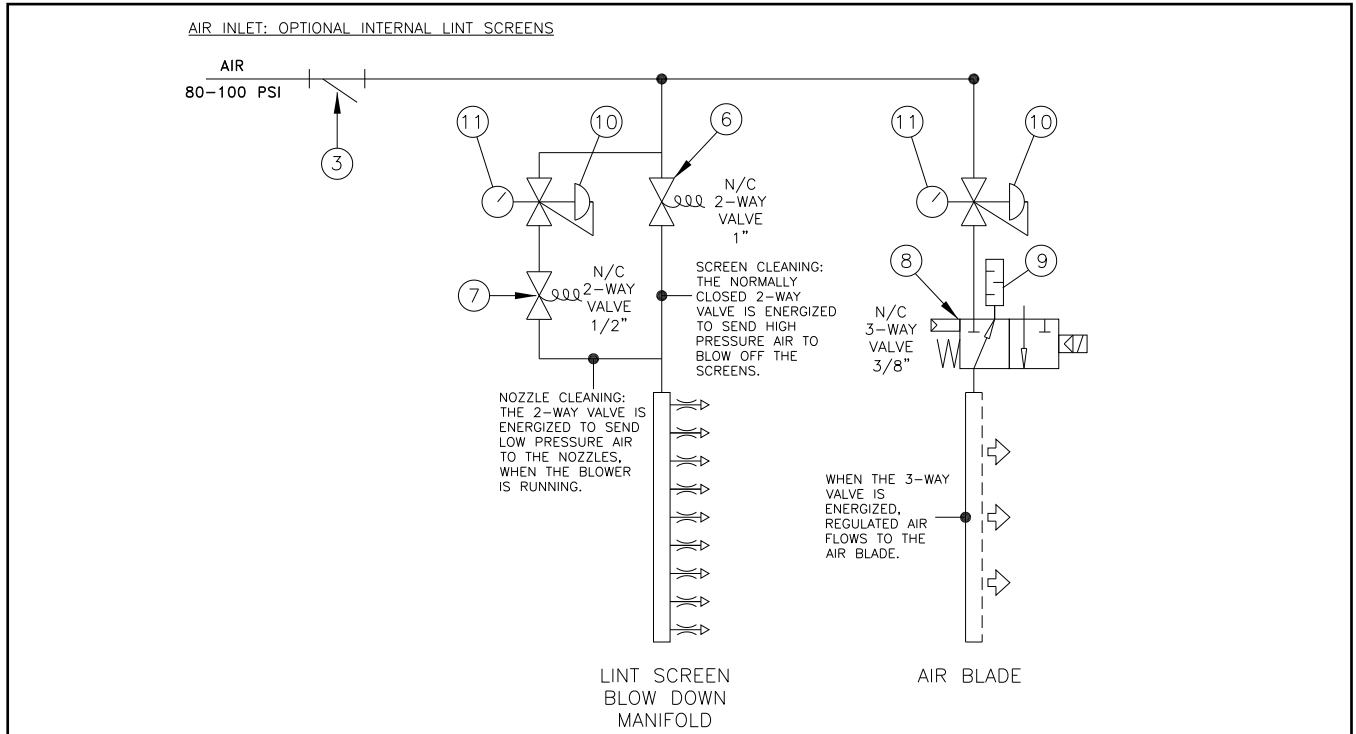 AIR INLET: OPTIONAL INTERNAL LINT SCREENS
AIR
80-100 PSI
3
11
10
6
N/C
2-WAY
VALVE
1"
7
N/C
2-WAY
VALVE
1/2"
SCREEN CLEANING:
THE NORMALLY
CLOSED 2-WAY
VALVE IS ENERGIZED
TO SEND HIGH
PRESSURE AIR TO
BLOW OFF THE
SCREENS.
NOZZLE CLEANING:
THE 2-WAY VALVE IS
ENERGIZED TO SEND
LOW PRESSURE AIR
TO THE NOZZLES,
WHEN THE BLOWER
IS RUNNING.
LINT SCREEN
BLOW DOWN
MANIFOLD
11
10
8
9
N/C
3-WAY
VALVE
3/8"
WHEN THE 3-WAY
VALVE IS
ENERGIZED,
REGULATED AIR
FLOWS TO THE
AIR BLADE.
AIR BLADE